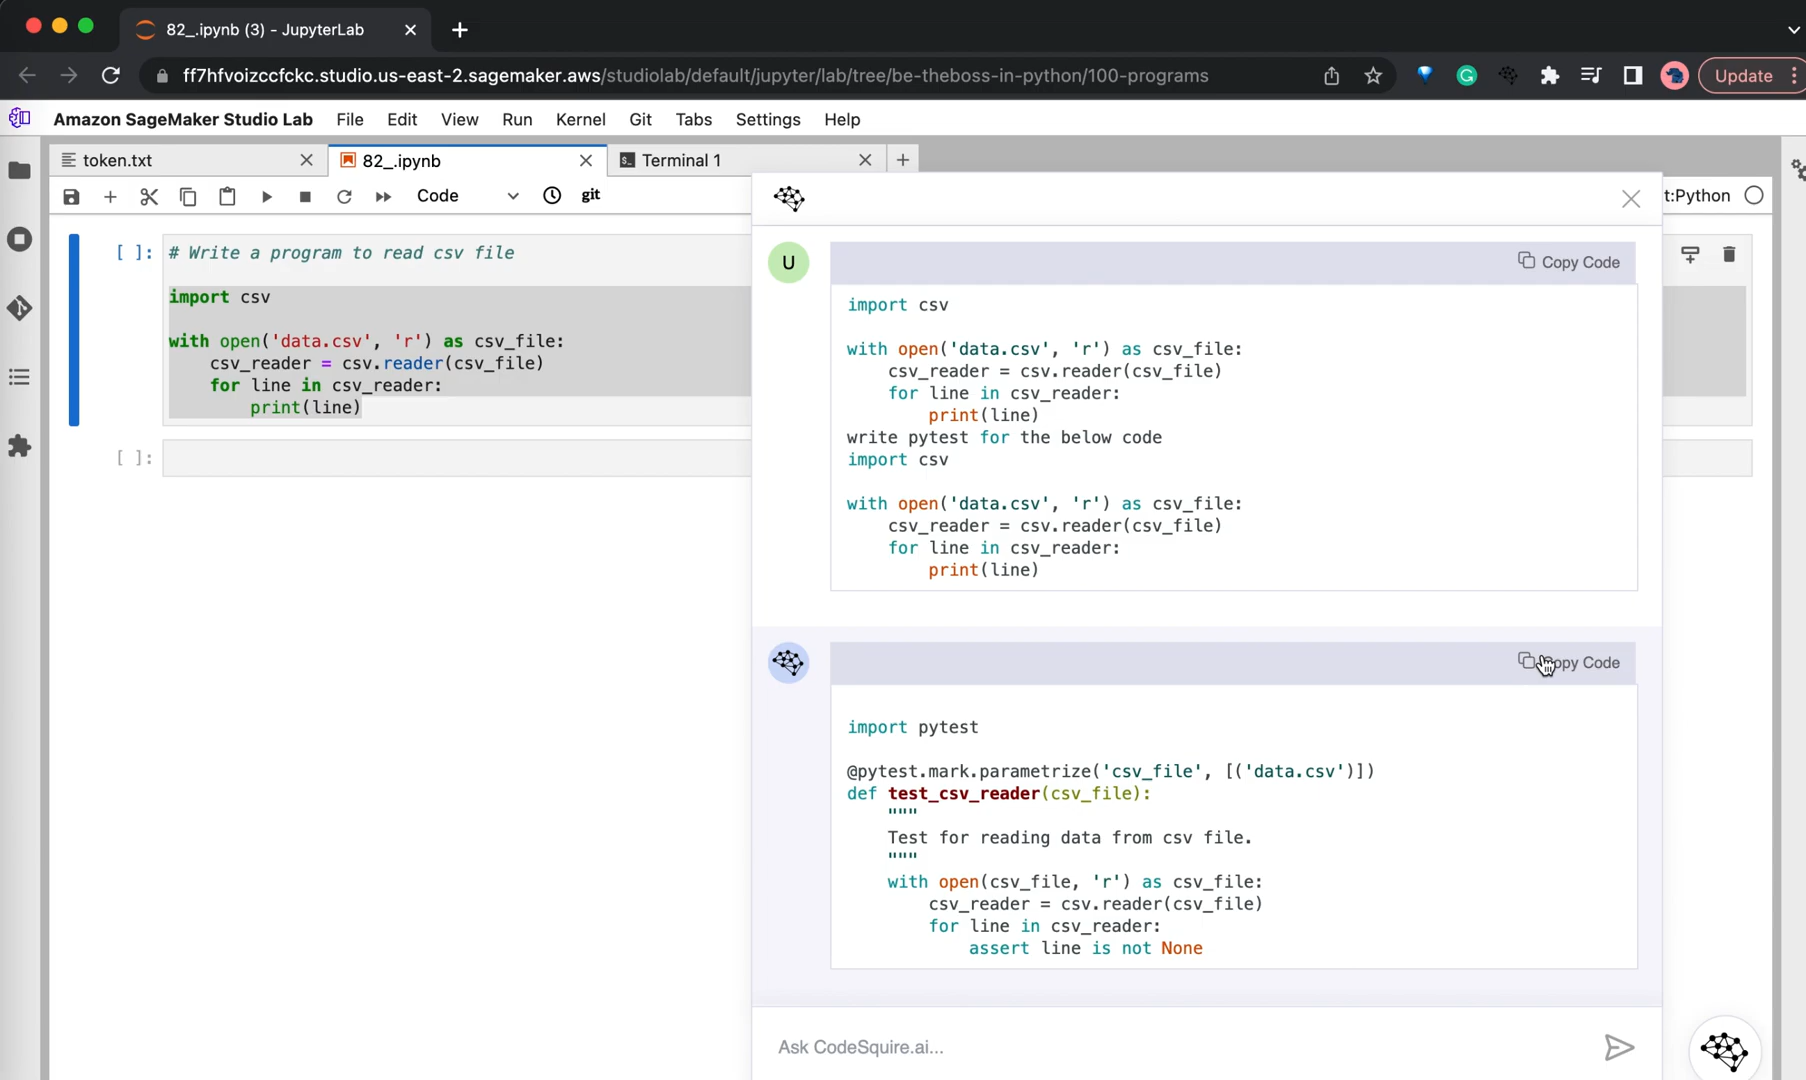 82_.ipynb (3) - JupyterLab
ff7hfvoizccfckc.studio.us-east-2.sagemaker.aws/studiolab/default/jupyter/lab/tree/be-theboss-in-python/100-programs
Update
Amazon SageMaker Studio Lab File Edit View Run Kernel Git Tabs Settings Help
token.txt 82_.ipynb Terminal 1
Code git
t:Python
[ ]: # Write a program to read csv file
import csv
with open('data.csv', 'r') as csv_file:
csv_reader = csv.reader(csv_file)
for line in csv_reader:
print(line)
[ ]:
U
Copy Code
import csv
with open('data.csv', 'r') as csv_file:
csv_reader = csv.reader(csv_file)
for line in csv_reader:
print(line)
write pytest for the below code
import csv
with open('data.csv', 'r') as csv_file:
csv_reader = csv.reader(csv_file)
for line in csv_reader:
print(line)
Copy Code
import pytest
@pytest.mark.parametrize('csv_file', [('data.csv')])
def test_csv_reader(csv_file):
"""
Test for reading data from csv file.
"""
with open(csv_file, 'r') as csv_file:
csv_reader = csv.reader(csv_file)
for line in csv_reader:
assert line is not None
Ask CodeSquire.ai...